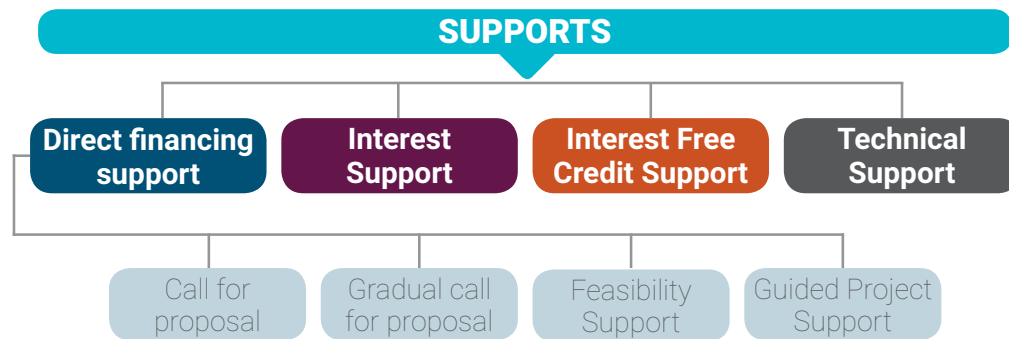 SUPPORTS
Direct financing
support
Interest
Support
Interest Free
Credit Support
Technical
Support
Call for
proposal
Gradual call
for proposal
Feasibility
Support
Guided Project
Support